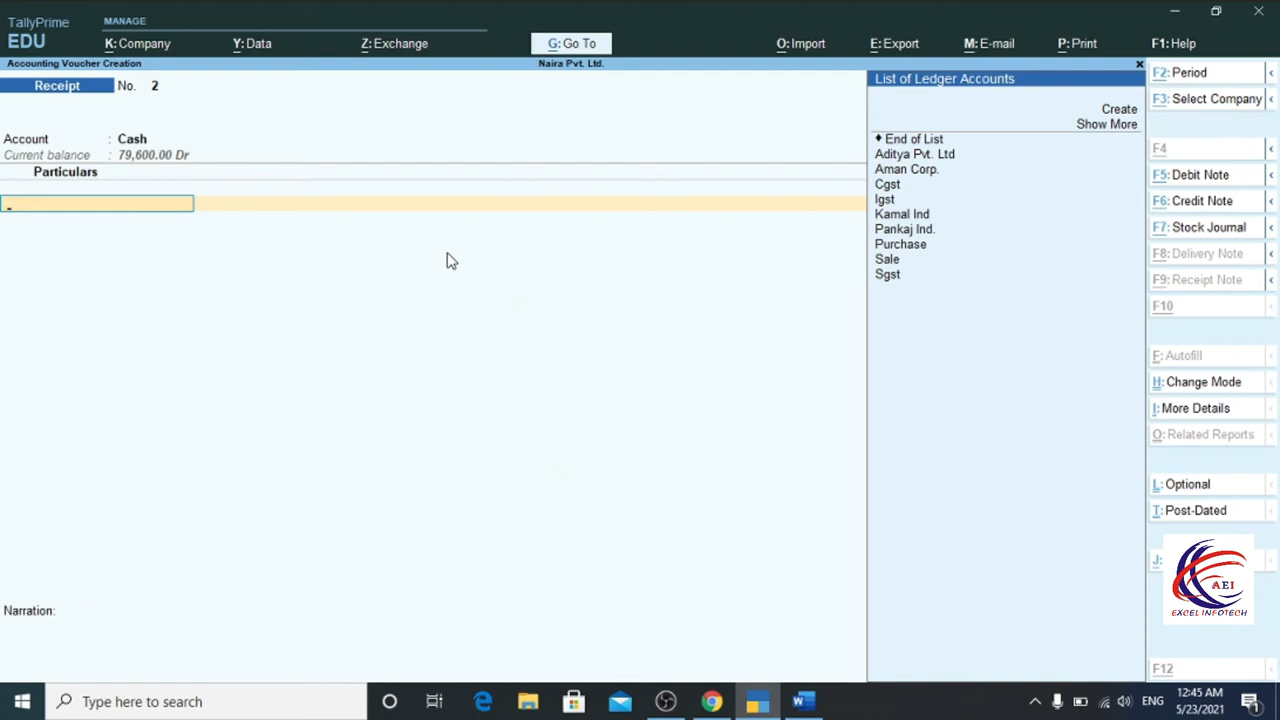 TallyPrime
EDU
MANAGE
K: Company
Y: Data
Z: Exchange
G: Go To
O: Import
E: Export
M: E-mail
P: Print
F1: Help
Accounting Voucher Creation
Naira Pvt. Ltd.
Receipt No. 2
Account : Cash
Current balance : 79,600.00 Dr
Particulars
Narration:
List of Ledger Accounts
Create
Show More
♦ End of List
Aditya Pvt. Ltd
Aman Corp.
Cgst
Igst
Kamal Ind
Pankaj Ind.
Purchase
Sale
Sgst
F2: Period
F3: Select Company
F4
F5: Debit Note
F6: Credit Note
F7: Stock Journal
F8: Delivery Note
F9: Receipt Note
F10
F: Autofill
H: Change Mode
I: More Details
O: Related Reports
L: Optional
T: Post-Dated
J:
AEI
EXCEL INFOTECH
F12
Type here to search
ENG
12:45 AM
5/23/2021
1